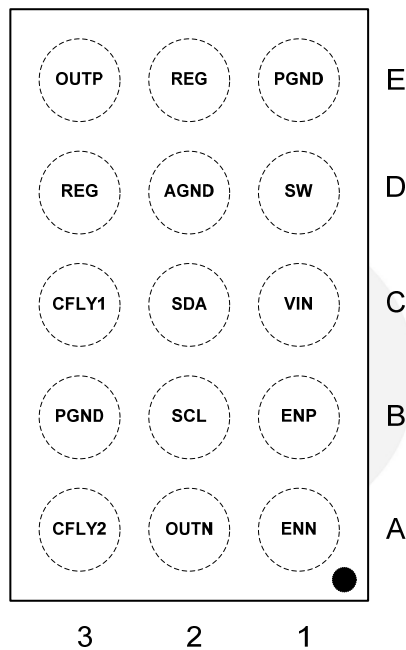 OUTP REG PGND E
REG AGND SW D
CFLY1 SDA VIN C
PGND SCL ENP B
CFLY2 OUTN ENN A
3 2 1